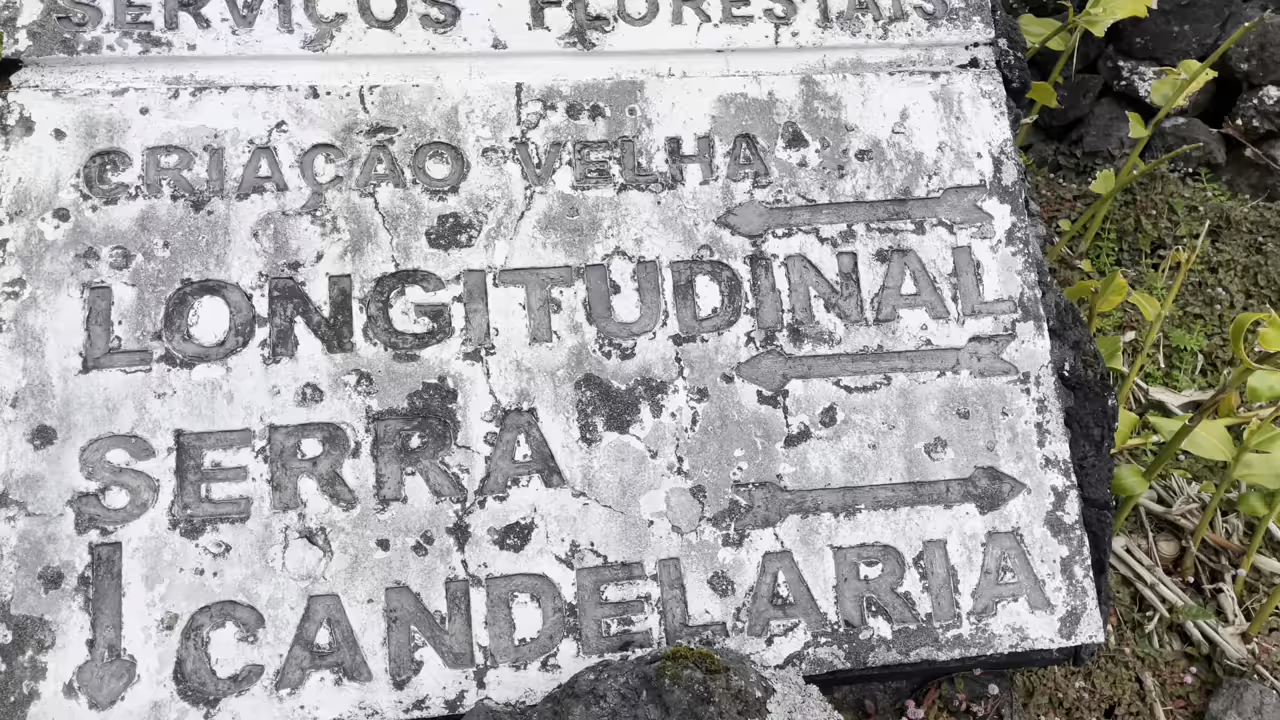 SERVIÇOS FLORESTAIS
CRIAÇÃO VELHA
LONGITUDINAL
SERRA
CANDELARIA